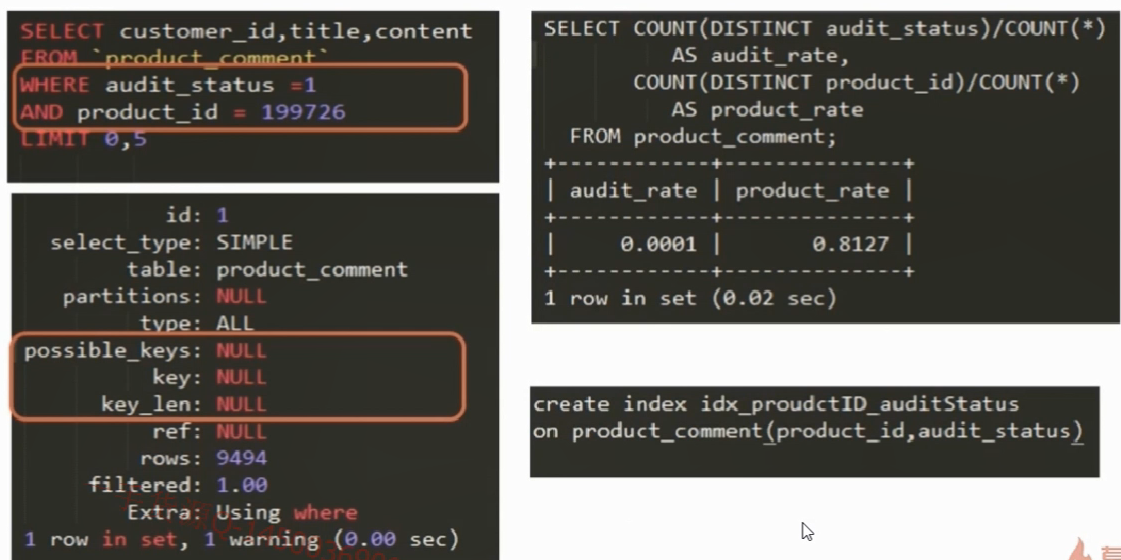 SELECT customer_id,title,content
FROM `product_comment`
WHERE audit_status =1
AND product_id = 199726
LIMIT 0,5
id: 1
select_type: SIMPLE
table: product_comment
partitions: NULL
type: ALL
possible_keys: NULL
key: NULL
key_len: NULL
ref: NULL
rows: 9494
filtered: 1.00
Extra: Using where
1 row in set, 1 warning (0.00 sec)
SELECT COUNT(DISTINCT audit_status)/COUNT(*)
AS audit_rate,
COUNT(DISTINCT product_id)/COUNT(*)
AS product_rate
FROM product_comment;
+------------+--------------+
| audit_rate | product_rate |
+------------+--------------+
| 0.0001 | 0.8127 |
+------------+--------------+
1 row in set (0.02 sec)
create index idx_proudctID_auditStatus
on product_comment(product_id,audit_status)